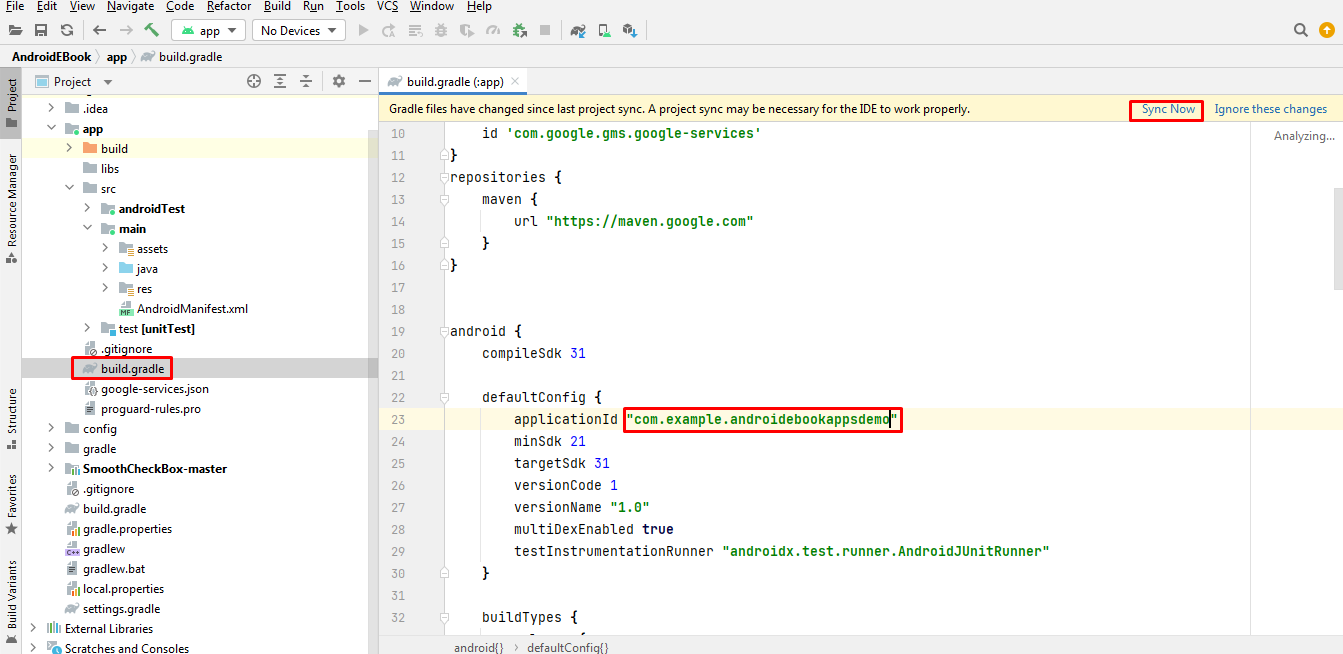 File Edit View Navigate Code Refactor Build Run Tools VCS Window Help
app No Devices
AndroidEBook app build.gradle
Project
build.gradle (:app)
Project
Resource Manager
Structure
Favorites
Build Variants
.idea
app
build
libs
src
androidTest
main
assets
java
res
AndroidManifest.xml
test [unitTest]
.gitignore
build.gradle
google-services.json
proguard-rules.pro
config
gradle
SmoothCheckBox-master
.gitignore
build.gradle
gradle.properties
gradlew
gradlew.bat
local.properties
settings.gradle
External Libraries
Scratches and Consoles
Gradle files have changed since last project sync. A project sync may be necessary for the IDE to work properly. Sync Now Ignore these changes
Analyzing...
10 id 'com.google.gms.google-services'
11 }
12 repositories {
13 maven {
14 url "https://maven.google.com"
15 }
16 }
17
18
19 android {
20 compileSdk 31
21
22 defaultConfig {
23 applicationId "com.example.androidebookappsdemo"
24 minSdk 21
25 targetSdk 31
26 versionCode 1
27 versionName "1.0"
28 multiDexEnabled true
29 testInstrumentationRunner "androidx.test.runner.AndroidJUnitRunner"
30 }
31
32 buildTypes {
android{} defaultConfig{}